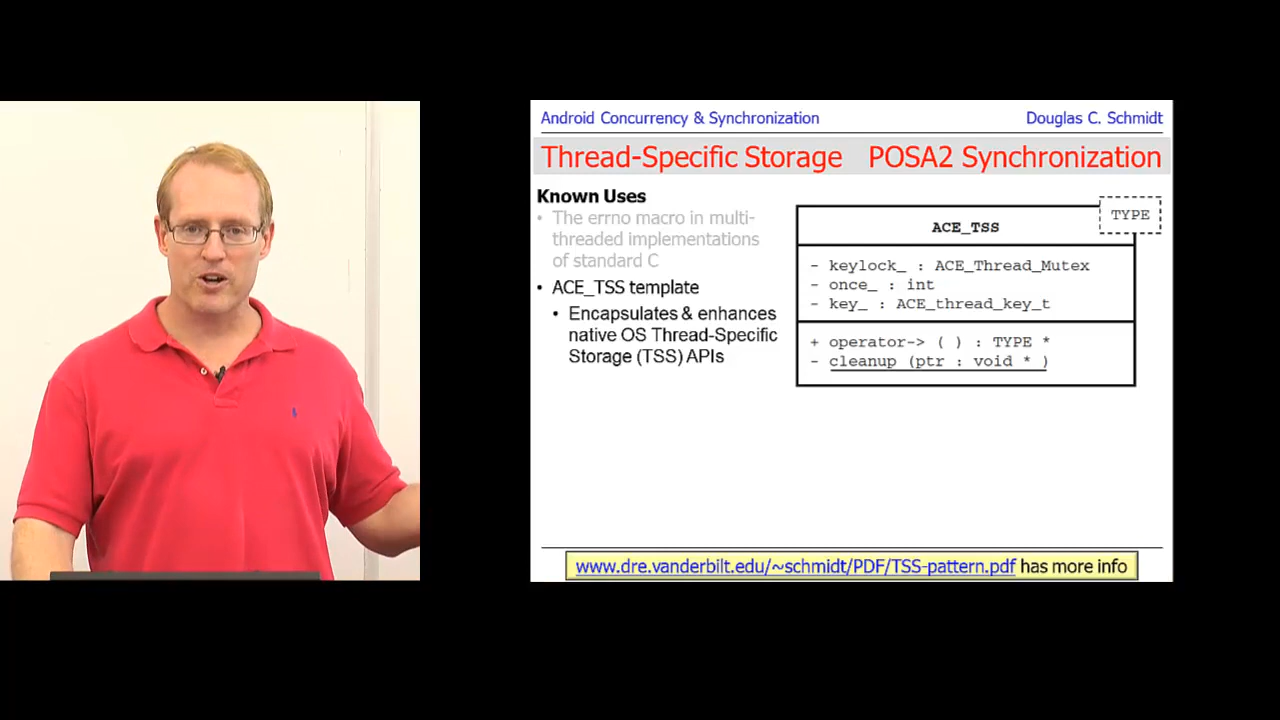 Android Concurrency & Synchronization
Douglas C. Schmidt
Thread-Specific Storage
POSA2 Synchronization
Known Uses
• The errno macro in multi-
threaded implementations
of standard C
• ACE_TSS template
• Encapsulates & enhances
native OS Thread-Specific
Storage (TSS) APIs
TYPE
ACE_TSS
- keylock_ : ACE_Thread_Mutex
- once_ : int
- key_ : ACE_thread_key_t
+ operator-> ( ) : TYPE *
- cleanup (ptr : void * )
www.dre.vanderbilt.edu/~schmidt/PDF/TSS-pattern.pdf has more info